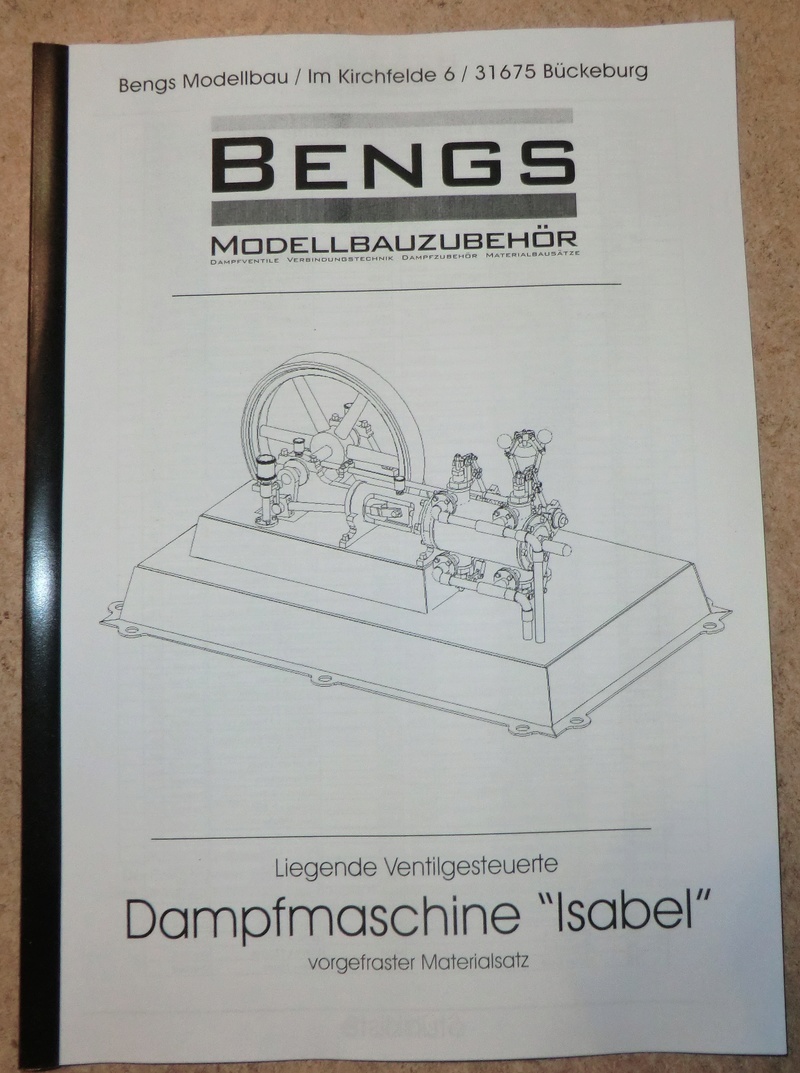 Bengs Modellbau / Im Kirchfelde 6 / 31675 Bückeburg
BENGS
MODELLBAUZUBEHÖR
DAMPFVENTILE VERBINDUNGSTECHNIK DAMPFZUBEHÖR MATERIALBAUSÄTZE
Liegende Ventilgesteuerte
Dampfmaschine "Isabel"
vorgefraster Materialsatz